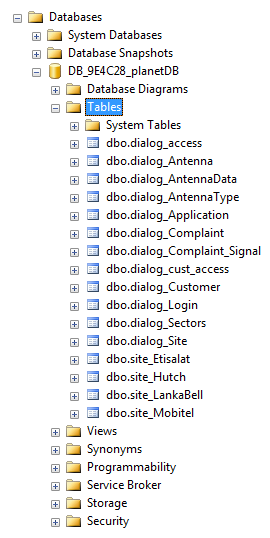 Databases
System Databases
Database Snapshots
DB_9E4C28_planetDB
Database Diagrams
Tables
System Tables
dbo.dialog_access
dbo.dialog_Antenna
dbo.dialog_AntennaData
dbo.dialog_AntennaType
dbo.dialog_Application
dbo.dialog_Complaint
dbo.dialog_Complaint_Signal
dbo.dialog_cust_access
dbo.dialog_Customer
dbo.dialog_Login
dbo.dialog_Sectors
dbo.dialog_Site
dbo.site_Etisalat
dbo.site_Hutch
dbo.site_LankaBell
dbo.site_Mobitel
Views
Synonyms
Programmability
Service Broker
Storage
Security